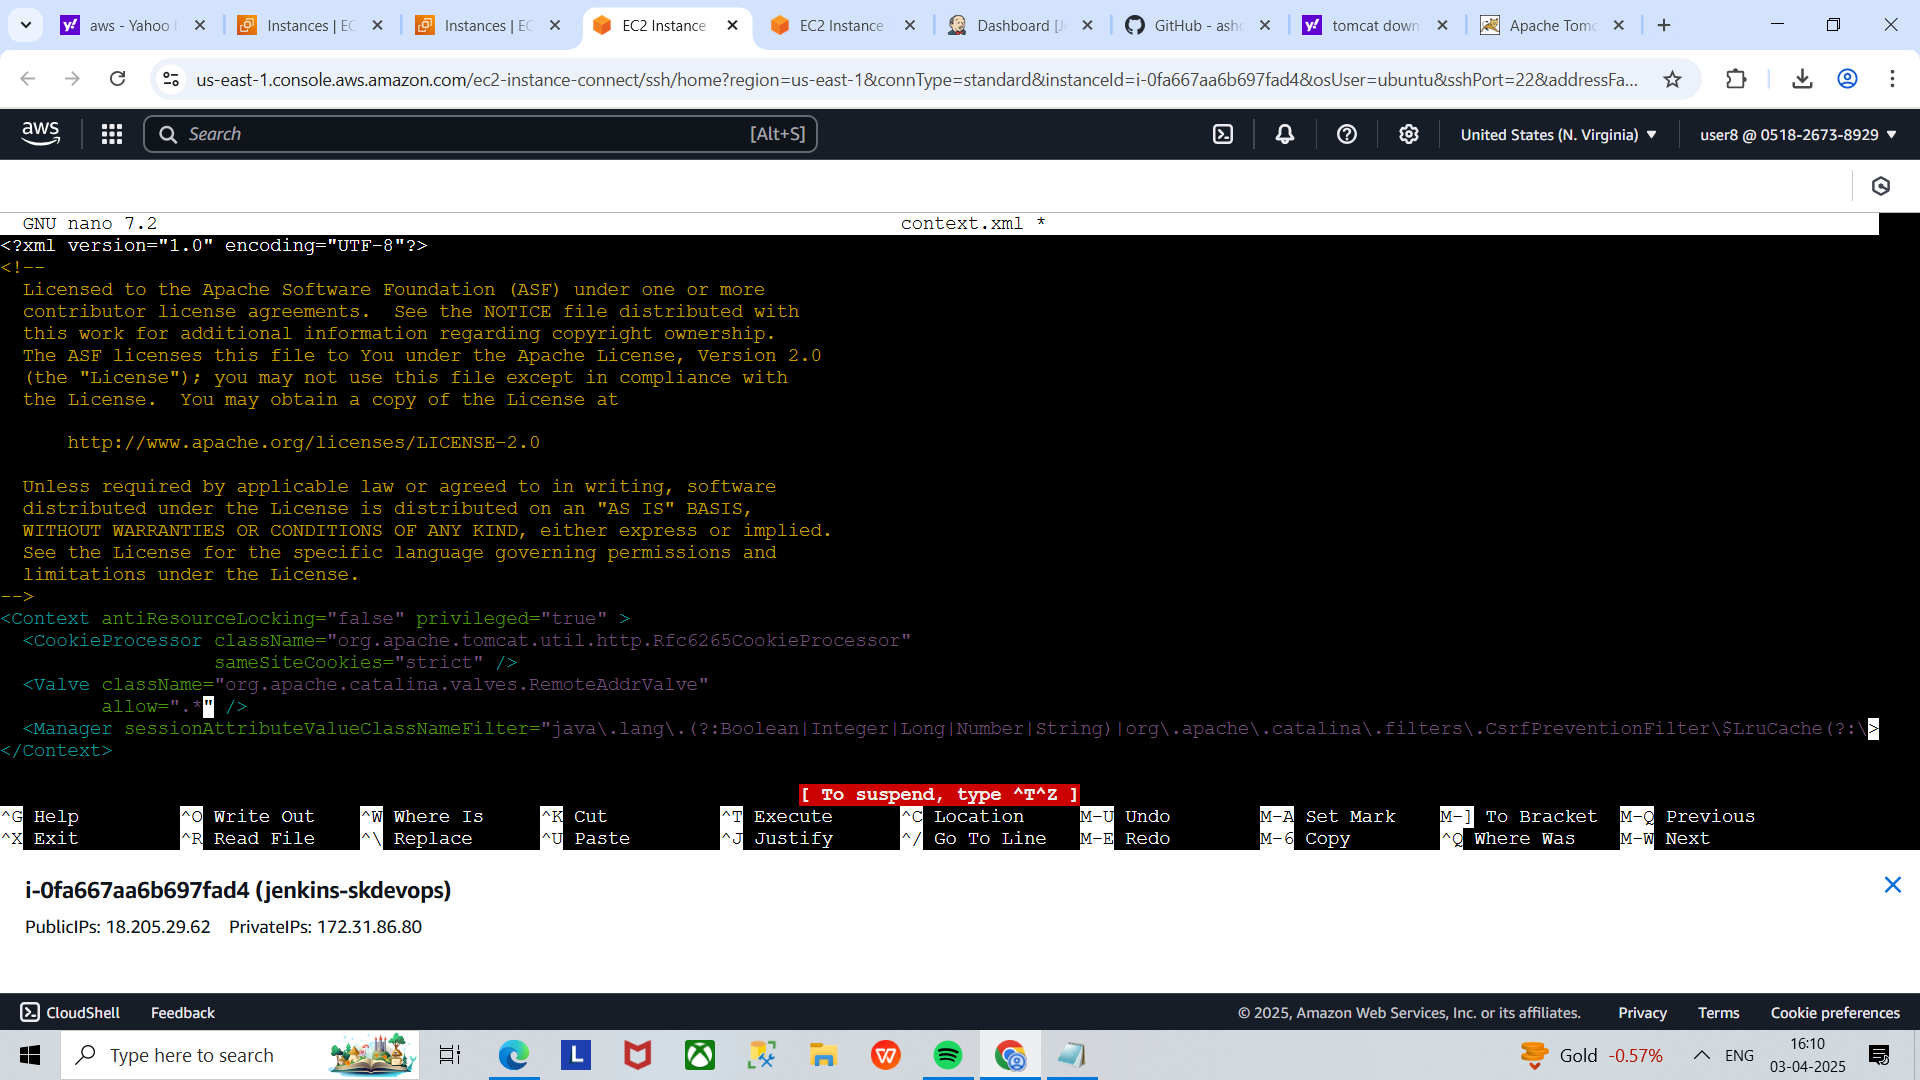 aws - Yahoo
Instances | EC
Instances | EC
EC2 Instance
EC2 Instance
Dashboard [J
GitHub - asho
tomcat down
Apache Tomc
us-east-1.console.aws.amazon.com/ec2-instance-connect/ssh/home?region=us-east-1&connType=standard&instanceId=i-0fa667aa6b697fad4&osUser=ubuntu&sshPort=22&addressFa...
aws
Search
[Alt+S]
United States (N. Virginia)
user8 @ 0518-2673-8929
GNU nano 7.2 context.xml *
<?xml version="1.0" encoding="UTF-8"?>
<!--
Licensed to the Apache Software Foundation (ASF) under one or more
contributor license agreements.  See the NOTICE file distributed with
this work for additional information regarding copyright ownership.
The ASF licenses this file to You under the Apache License, Version 2.0
(the "License"); you may not use this file except in compliance with
the License.  You may obtain a copy of the License at
http://www.apache.org/licenses/LICENSE-2.0
Unless required by applicable law or agreed to in writing, software
distributed under the License is distributed on an "AS IS" BASIS,
WITHOUT WARRANTIES OR CONDITIONS OF ANY KIND, either express or implied.
See the License for the specific language governing permissions and
limitations under the License.
-->
<Context antiResourceLocking="false" privileged="true" >
<CookieProcessor className="org.apache.tomcat.util.http.Rfc6265CookieProcessor"
sameSiteCookies="strict" />
<Valve className="org.apache.catalina.valves.RemoteAddrValve"
allow=".*" />
<Manager sessionAttributeValueClassNameFilter="java\.lang\.(?:Boolean|Integer|Long|Number|String)|org\.apache\.catalina\.filters\.CsrfPreventionFilter\$LruCache(?:\>
</Context>
[ To suspend, type ^T^Z ]
^G Help ^O Write Out ^W Where Is ^K Cut ^T Execute ^C Location M-U Undo M-A Set Mark M-] To Bracket M-Q Previous
^X Exit ^R Read File ^\ Replace ^U Paste ^J Justify ^/ Go To Line M-E Redo M-6 Copy ^Q Where Was M-W Next
i-0fa667aa6b697fad4 (jenkins-skdevops)
PublicIPs: 18.205.29.62 PrivateIPs: 172.31.86.80
CloudShell Feedback © 2025, Amazon Web Services, Inc. or its affiliates. Privacy Terms Cookie preferences
Type here to search
L
W
Gold -0.57%
ENG
16:10
03-04-2025